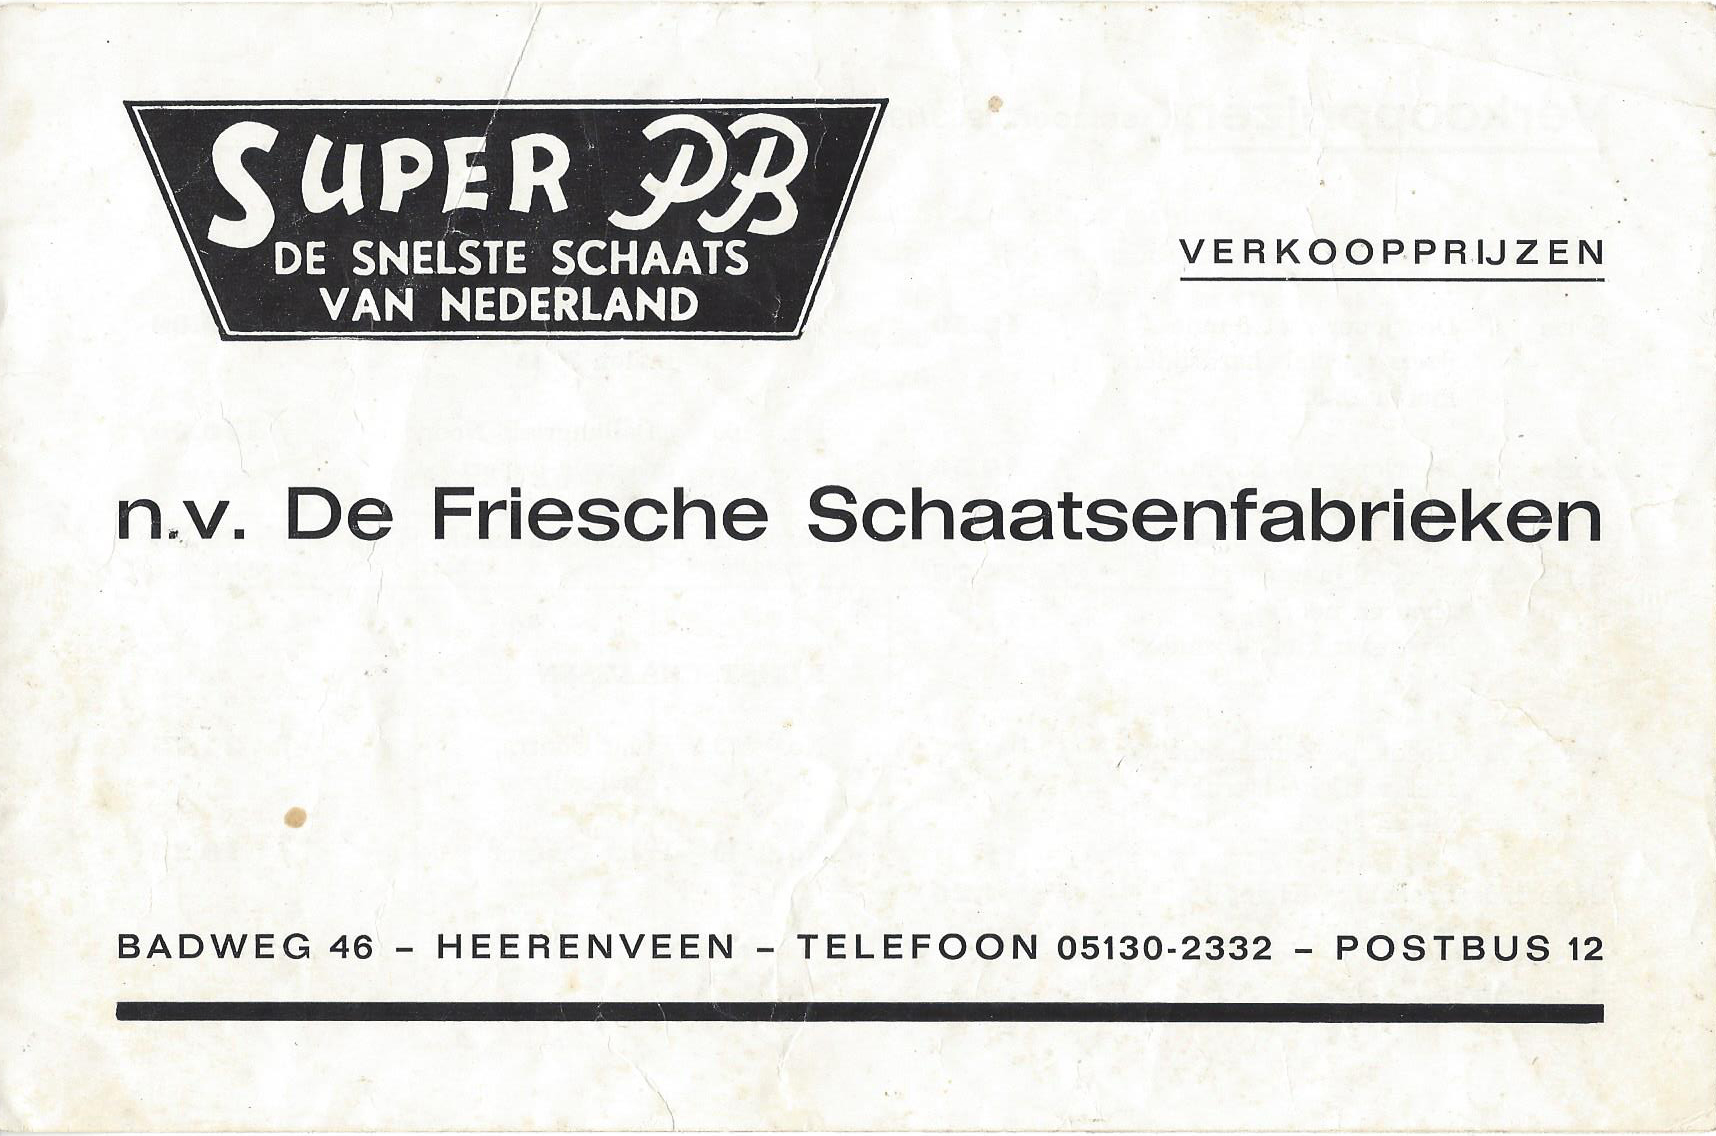 SUPER PB
DE SNELSTE SCHAATS
VAN NEDERLAND
VERKOOPPRIJZEN
n.v. De Friesche Schaatsenfabrieken
BADWEG 46 – HEERENVEEN – TELEFOON 05130-2332 – POSTBUS 12